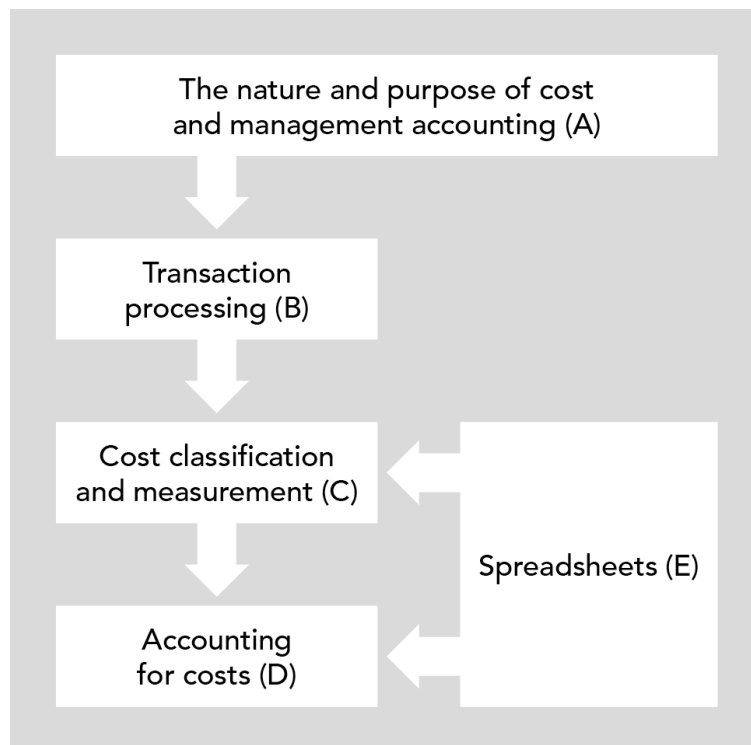 The nature and purpose of cost
and management accounting (A)
Transaction
processing (B)
Cost classification
and measurement (C)
Spreadsheets (E)
Accounting
for costs (D)